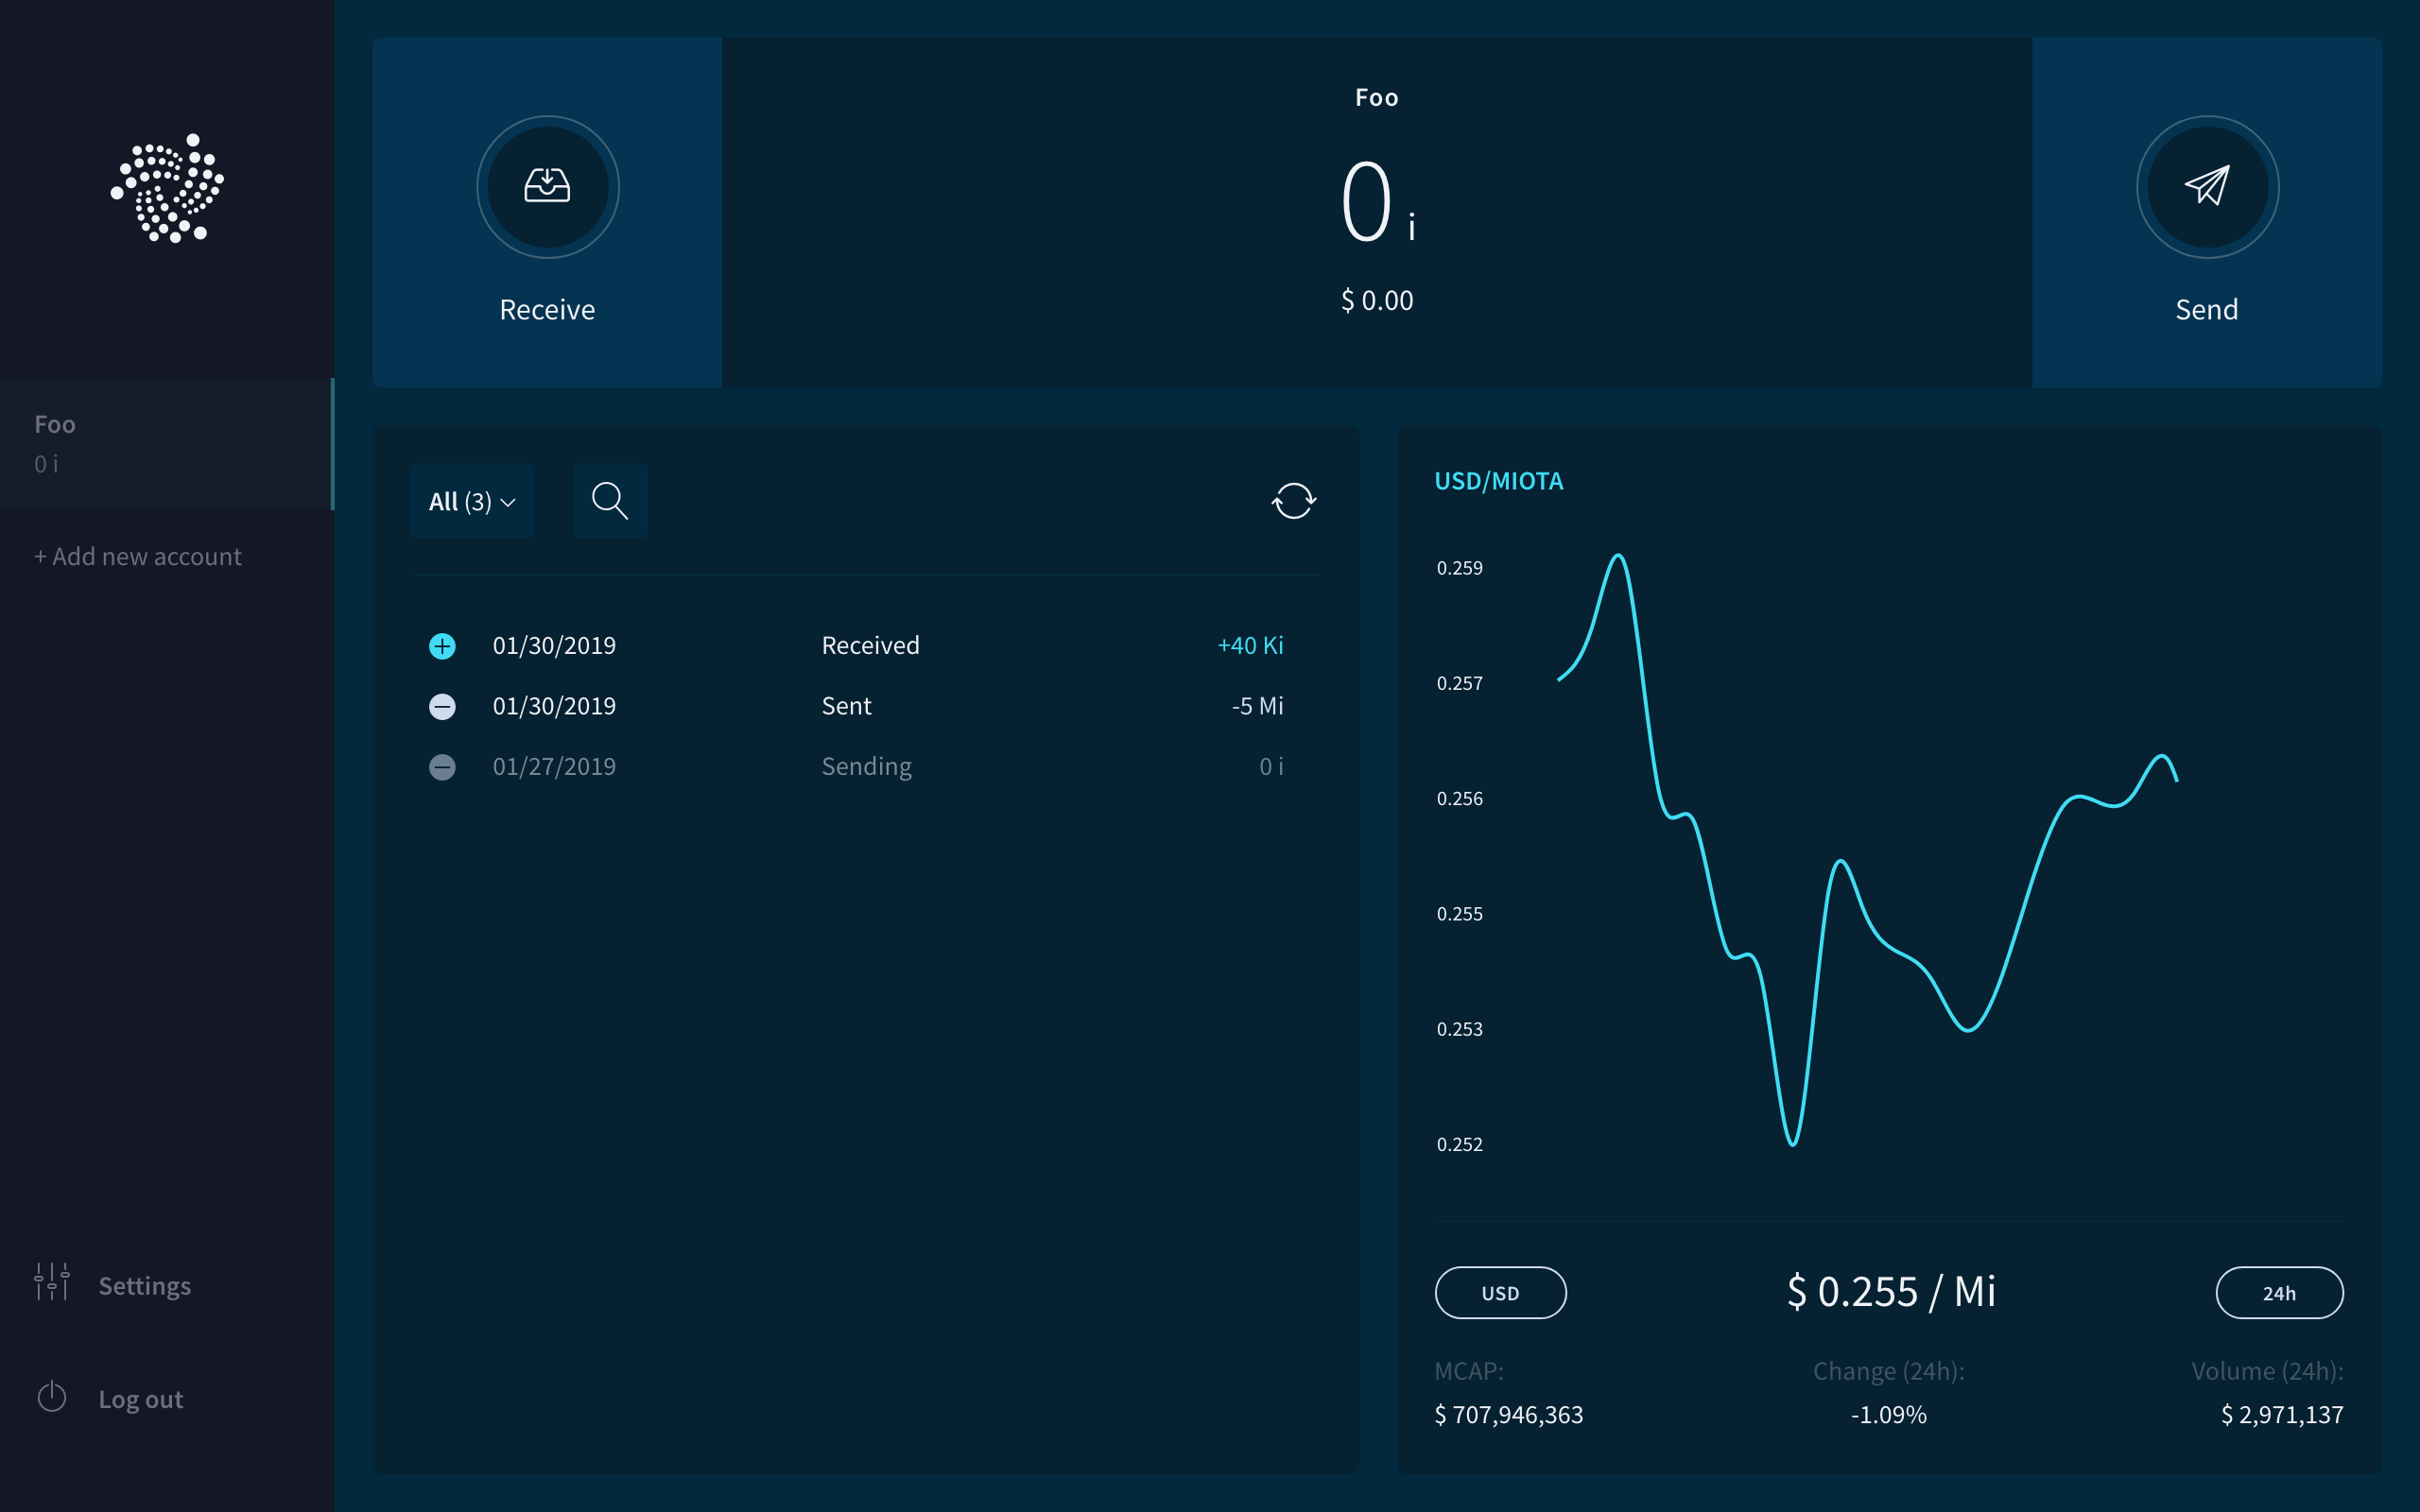 Foo
0 i
+ Add new account
Settings
Log out
Receive
Foo
0 i
$ 0.00
Send
All (3)
01/30/2019 Received +40 Ki
01/30/2019 Sent -5 Mi
01/27/2019 Sending 0 i
USD/MIOTA
0.259
0.257
0.256
0.255
0.253
0.252
USD $ 0.255 / Mi 24h
MCAP: Change (24h): Volume (24h):
$ 707,946,363 -1.09% $ 2,971,137